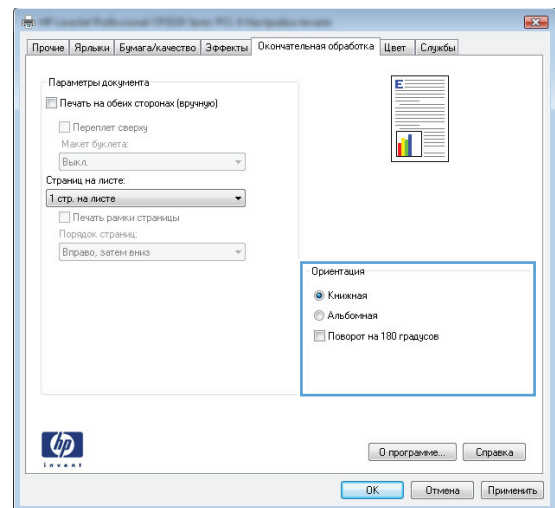 Прочие Ярлыки Бумага/качество Эффекты Окончательная обработка Цвет Службы
Параметры документа
Печать на обеих сторонах (вручную)
Переплет сверху
Макет буклета:
Выкл.
Страниц на листе:
1 стр. на листе
Печать рамки страницы
Порядок страниц:
Вправо, затем вниз
E
Ориентация
Книжная
Альбомная
Поворот на 180 градусов
hp
invent
О программе... Справка
OK Отмена Применить